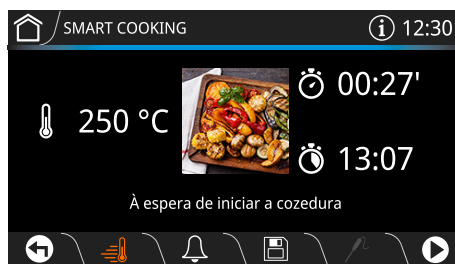 SMART COOKING
12:30
250 °C
00:27'
13:07
À espera de iniciar a cozedura